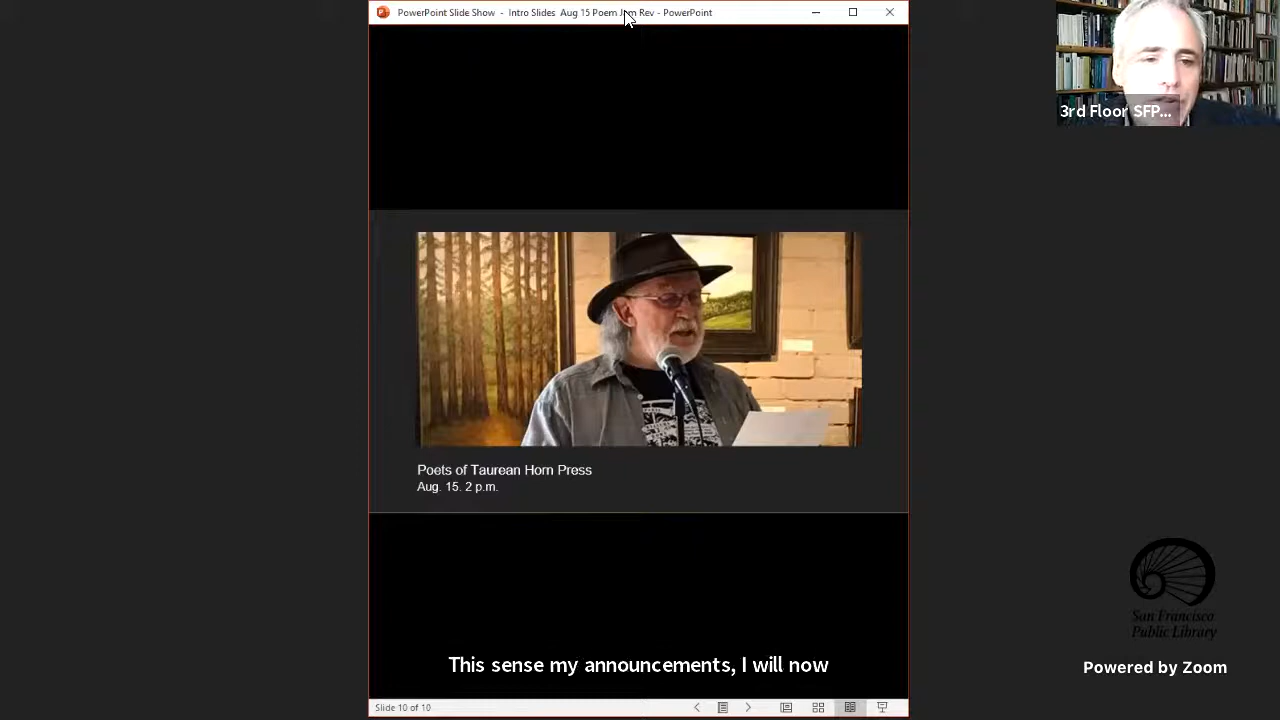 PowerPoint Slide Show - Intro Slides Aug 15 Poem Jam Rev - PowerPoint
3rd Floor SFP...
Poets of Taurean Horn Press
Aug. 15. 2 p.m.
San Francisco
Public Library
This sense my announcements, I will now
Powered by Zoom
Slide 10 of 10